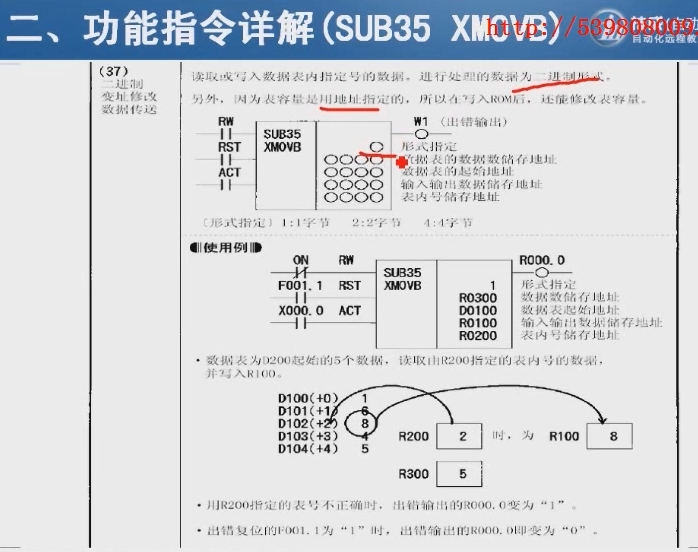 二、功能指令详解(SUB35 XMOVB)
http://539808009
自动化远程教
(37)
二进制
变址修改
数据传送
读取或写入数据表内指定号的数据。进行处理的数据为二进制形式。
另外，因为表容量是用地址指定的，所以在写入ROM后，还能修改表容量。
RW
RST
ACT
SUB35
XMOVB
○
○○○○
○○○○
○○○○
○○○○
W1 (出错输出)
形式指定
数据表的数据数储存地址
数据表的起始地址
输入输出数据储存地址
表内号储存地址
(形式指定) 1:1字节 2:2字节 4:4字节
使用例
ON RW
F001.1 RST
X000.0 ACT
SUB35
XMOVB
1
R0300
D0100
R0100
R0200
R000.0
形式指定
数据数储存地址
数据表起始地址
输入输出数据储存地址
表内号储存地址
・数据表为D200起始的5个数据，读取由R200指定的表内号的数据，
并写入R100。
D100(+0) 1
D101(+1) 6
D102(+2) 8
D103(+3) 4
D104(+4) 5
R200 2 时，为 R100 8
R300 5
・用R200指定的表号不正确时，出错输出的R000.0变为“1”。
・出错复位的F001.1为“1”时，出错输出的R000.0即变为“0”。